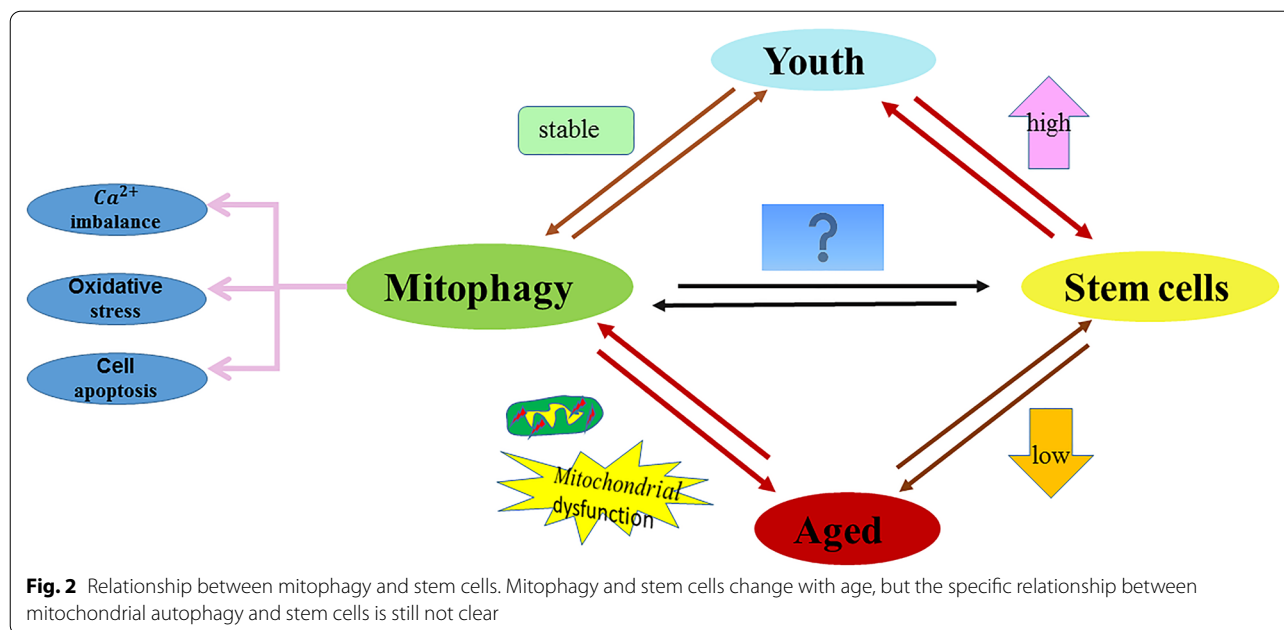 Youth
stable
high
Ca²⁺
imbalance
?
Mitophagy
Stem cells
Oxidative
stress
Cell
apoptosis
Mitochondrial
dysfunction
low
Aged
Fig. 2 Relationship between mitophagy and stem cells. Mitophagy and stem cells change with age, but the specific relationship between
mitochondrial autophagy and stem cells is still not clear